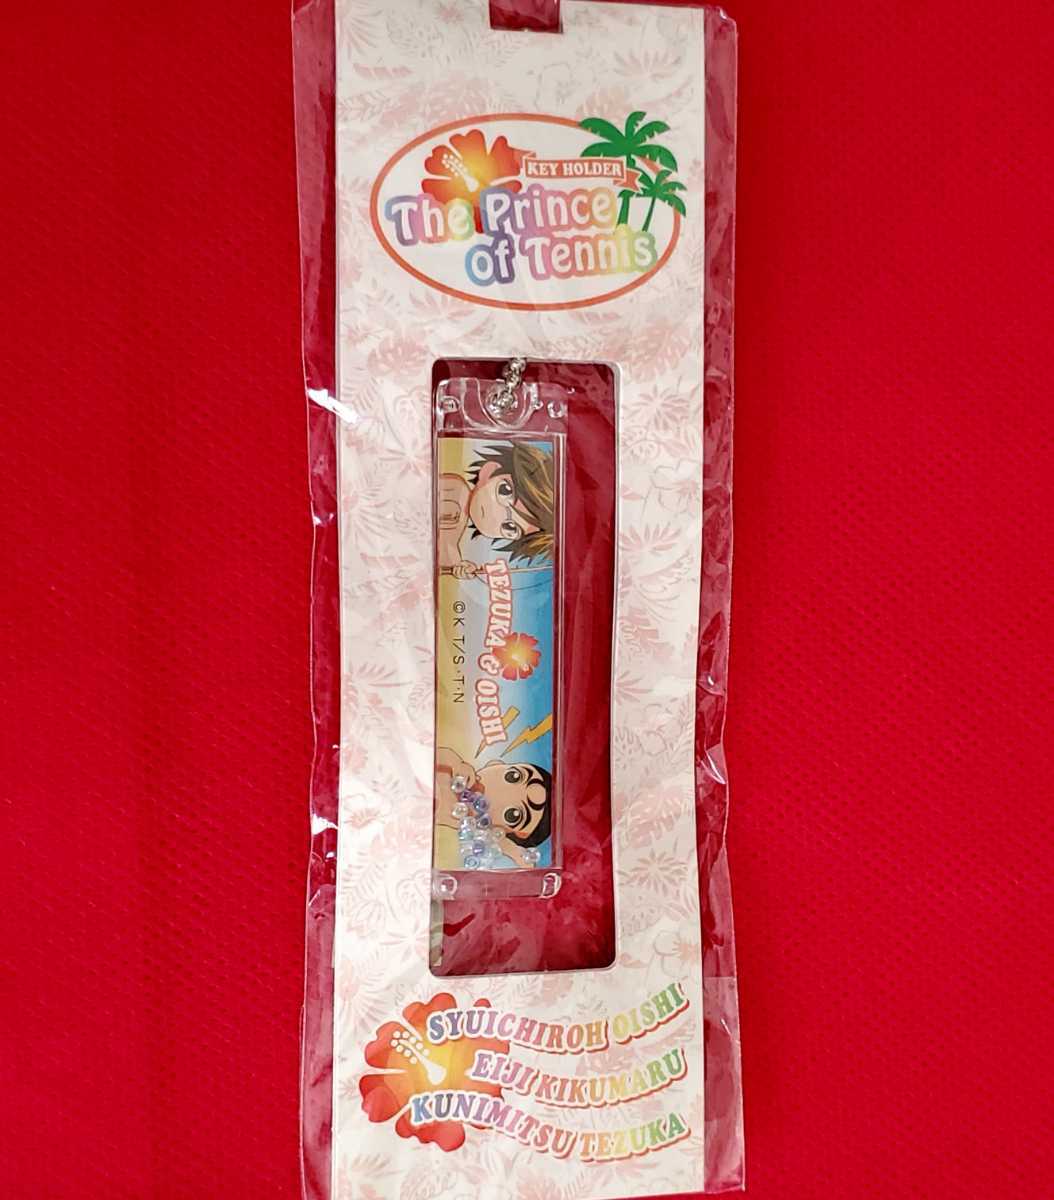 KEY HOLDER
The Prince
of Tennis
TEZUKA & OISHI
©K T/S・T・N
SYUICHIROH OISHI
EIJI KIKUMARU
KUNIMITSU TEZUKA